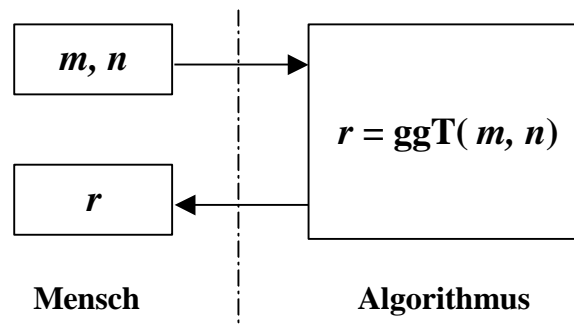 m, n
r = ggT( m, n)
r
Mensch
Algorithmus